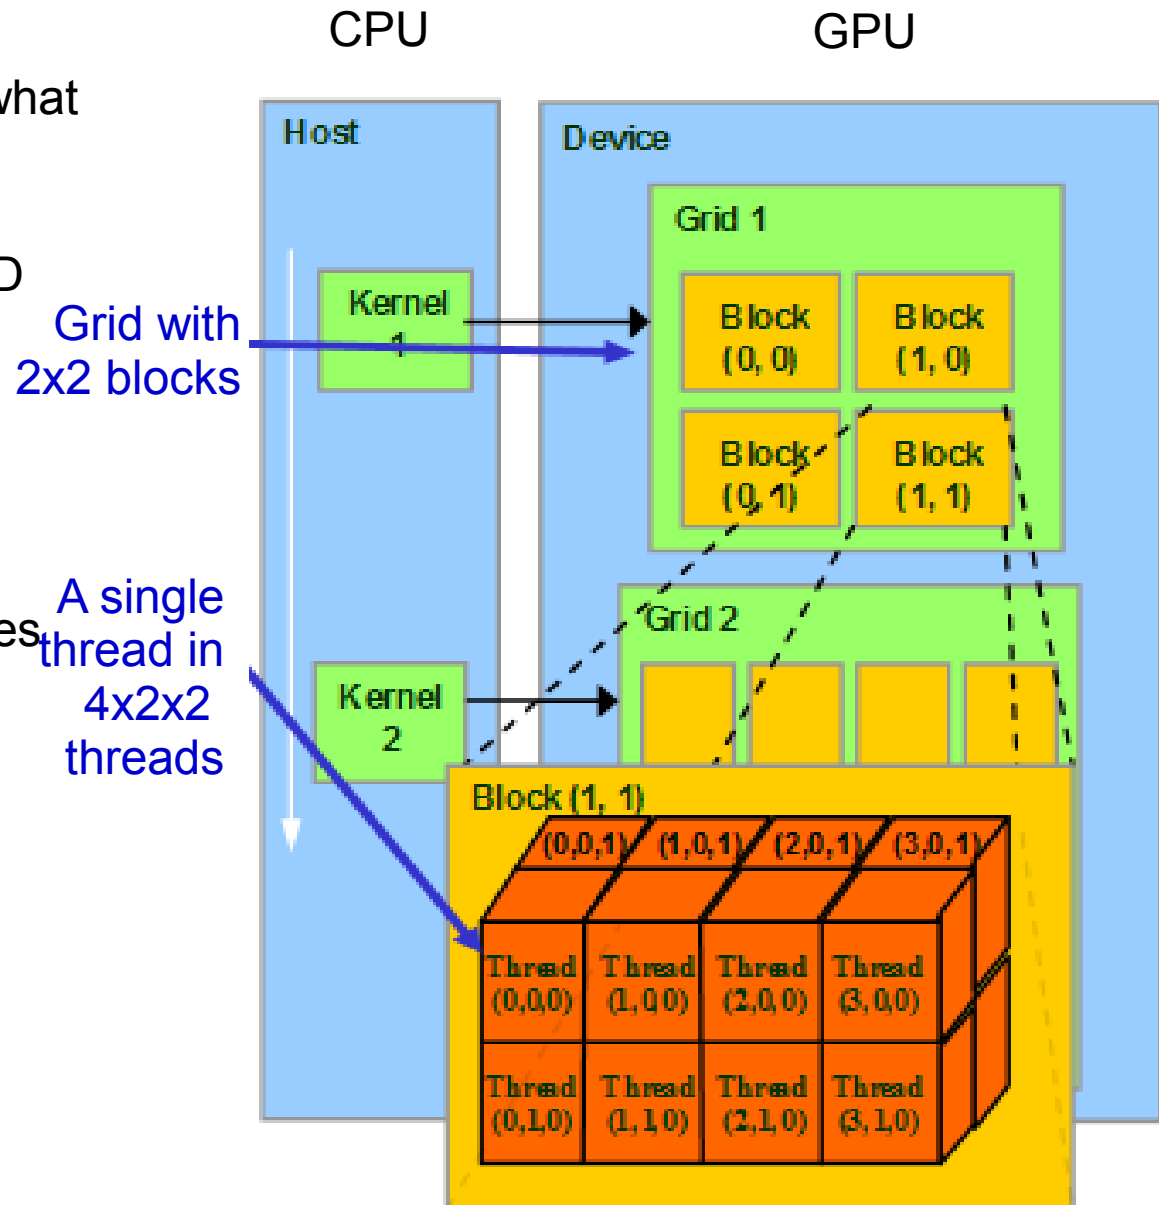 CPU
GPU
what
Host
Device
Grid 1
D
Grid with
2x2 blocks
Kernel
1
Block
(0, 0)
Block
(1, 0)
Block
(0, 1)
Block
(1, 1)
A single
thread in
4x2x2
threads
es
Grid 2
Kernel
2
Block (1, 1)
(0,0,1)
(1,0,1)
(2,0,1)
(3,0,1)
Thread
(0,0,0)
Thread
(1,0,0)
Thread
(2,0,0)
Thread
(3,0,0)
Thread
(0,1,0)
Thread
(1,1,0)
Thread
(2,1,0)
Thread
(3,1,0)